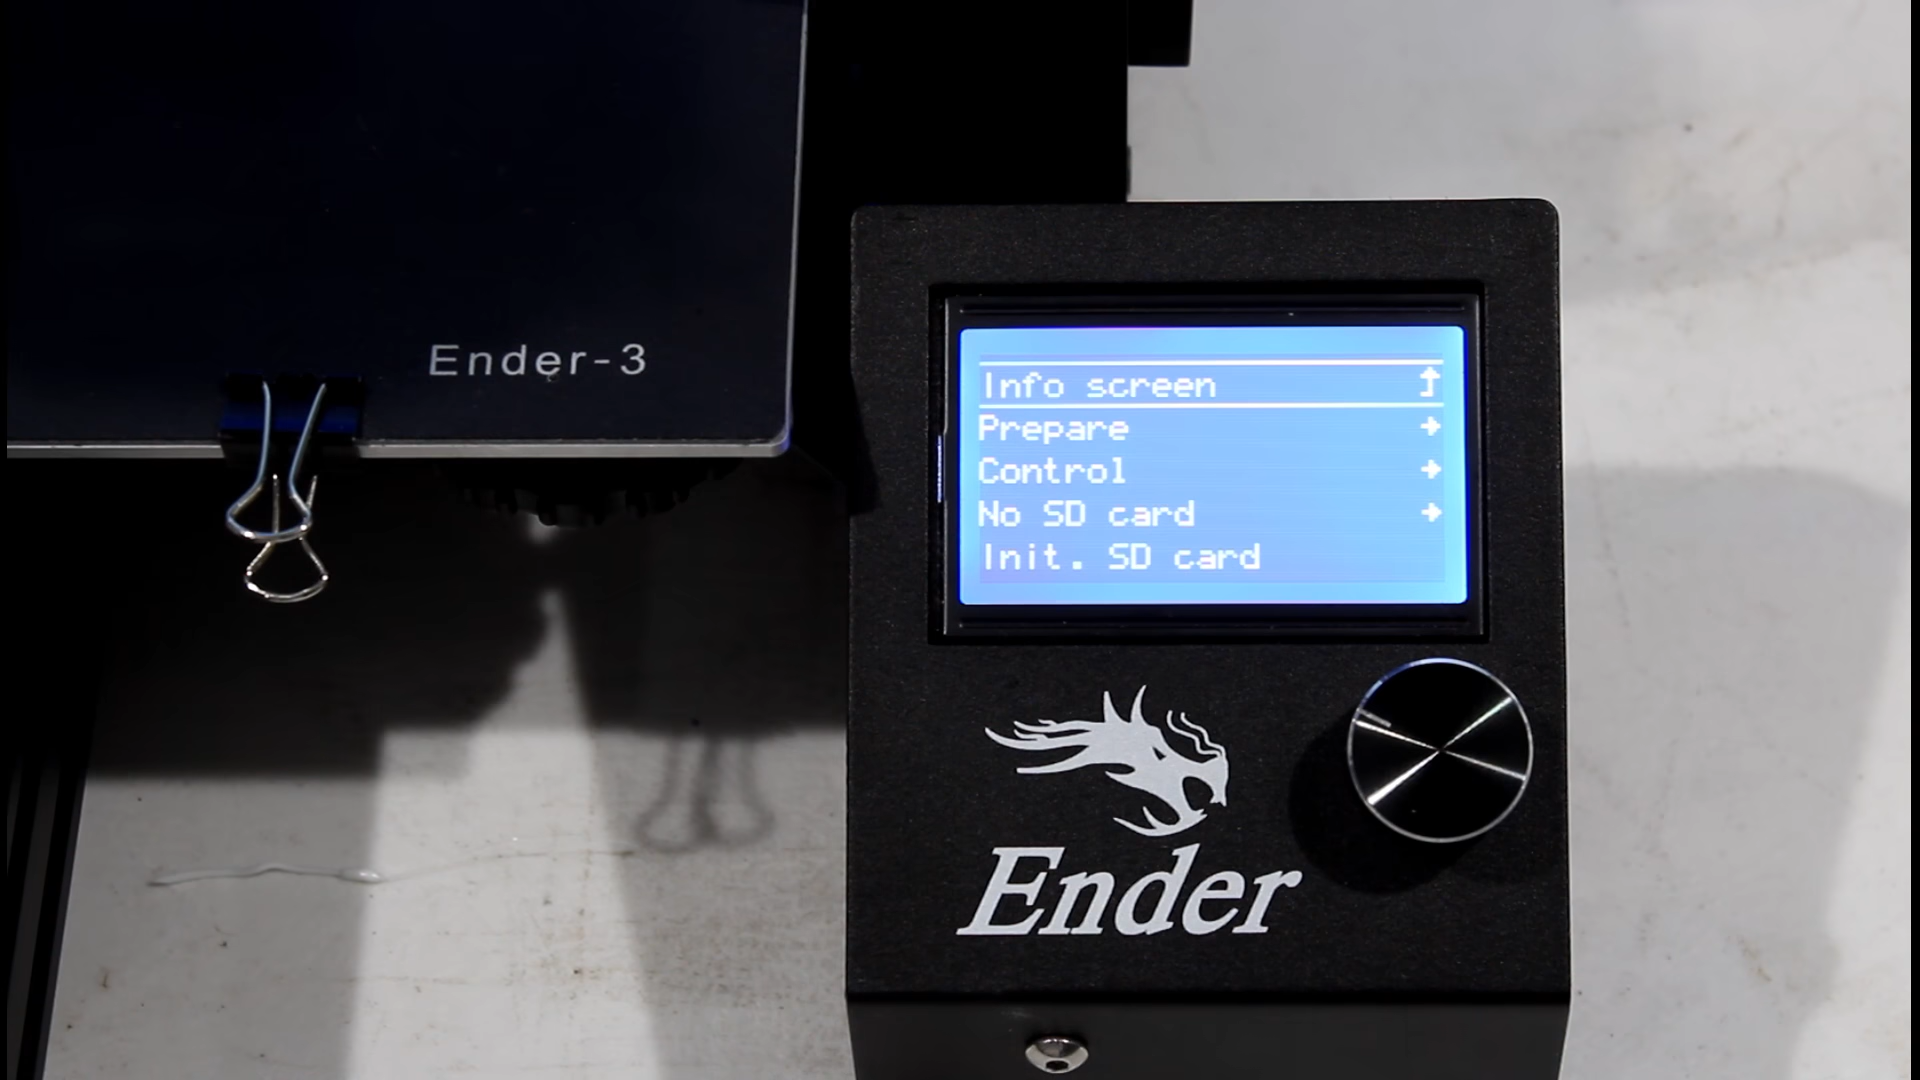 Ender-3
Info screen
Prepare
Control
No SD card
Init. SD card
Ender